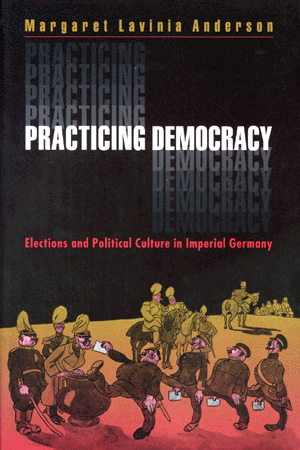 Margaret Lavinia Anderson
PRACTICING
PRACTICING
PRACTICING
PRACTICING
PRACTICING DEMOCRACY
DEMOCRACY
DEMOCRACY
DEMOCRACY
DEMOCRACY
Elections and Political Culture in Imperial Germany